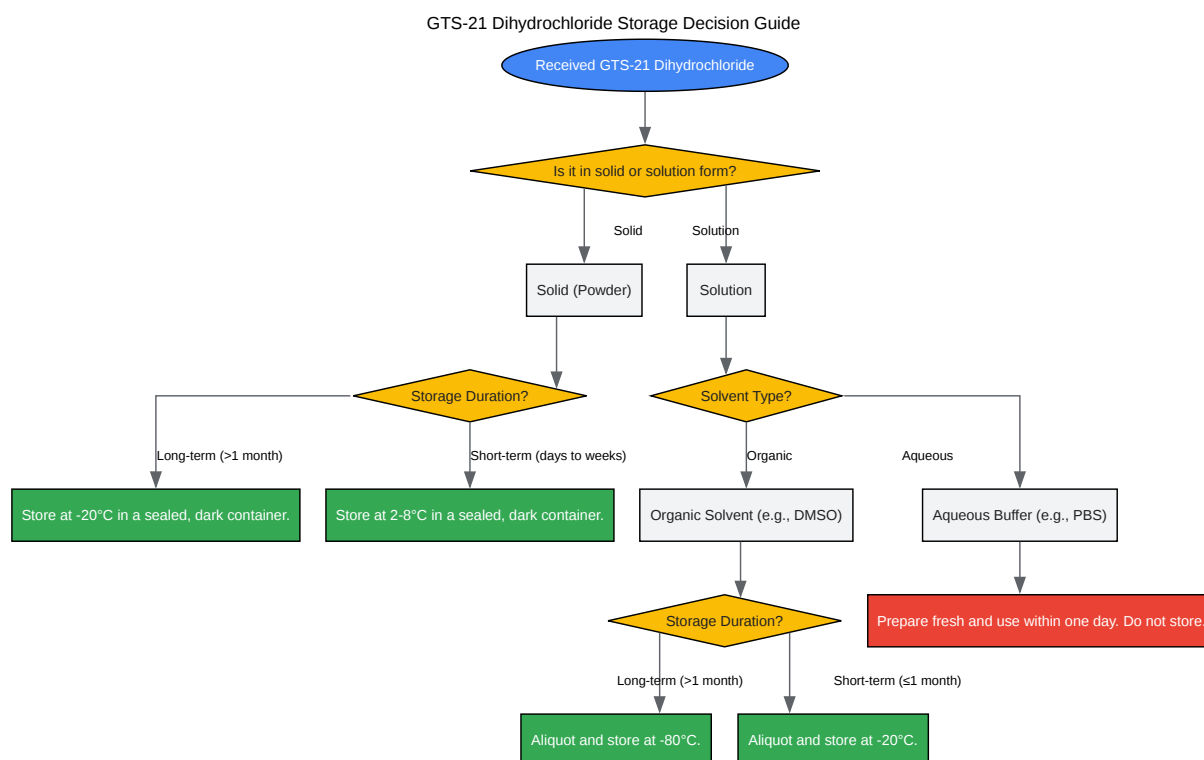 GTS-21 Dihydrochloride Storage Decision Guide
Received GTS-21 Dihydrochloride
Is it in solid or solution form?
Solid
Solution
Solid (Powder)
Solution
Storage Duration?
Solvent Type?
Long-term (>1 month)
Short-term (days to weeks)
Organic
Aqueous
Store at -20°C in a sealed, dark container.
Store at 2-8°C in a sealed, dark container.
Organic Solvent (e.g., DMSO)
Aqueous Buffer (e.g., PBS)
Storage Duration?
Prepare fresh and use within one day. Do not store.
Long-term (>1 month)
Short-term (≤1 month)
Aliquot and store at -80°C.
Aliquot and store at -20°C.